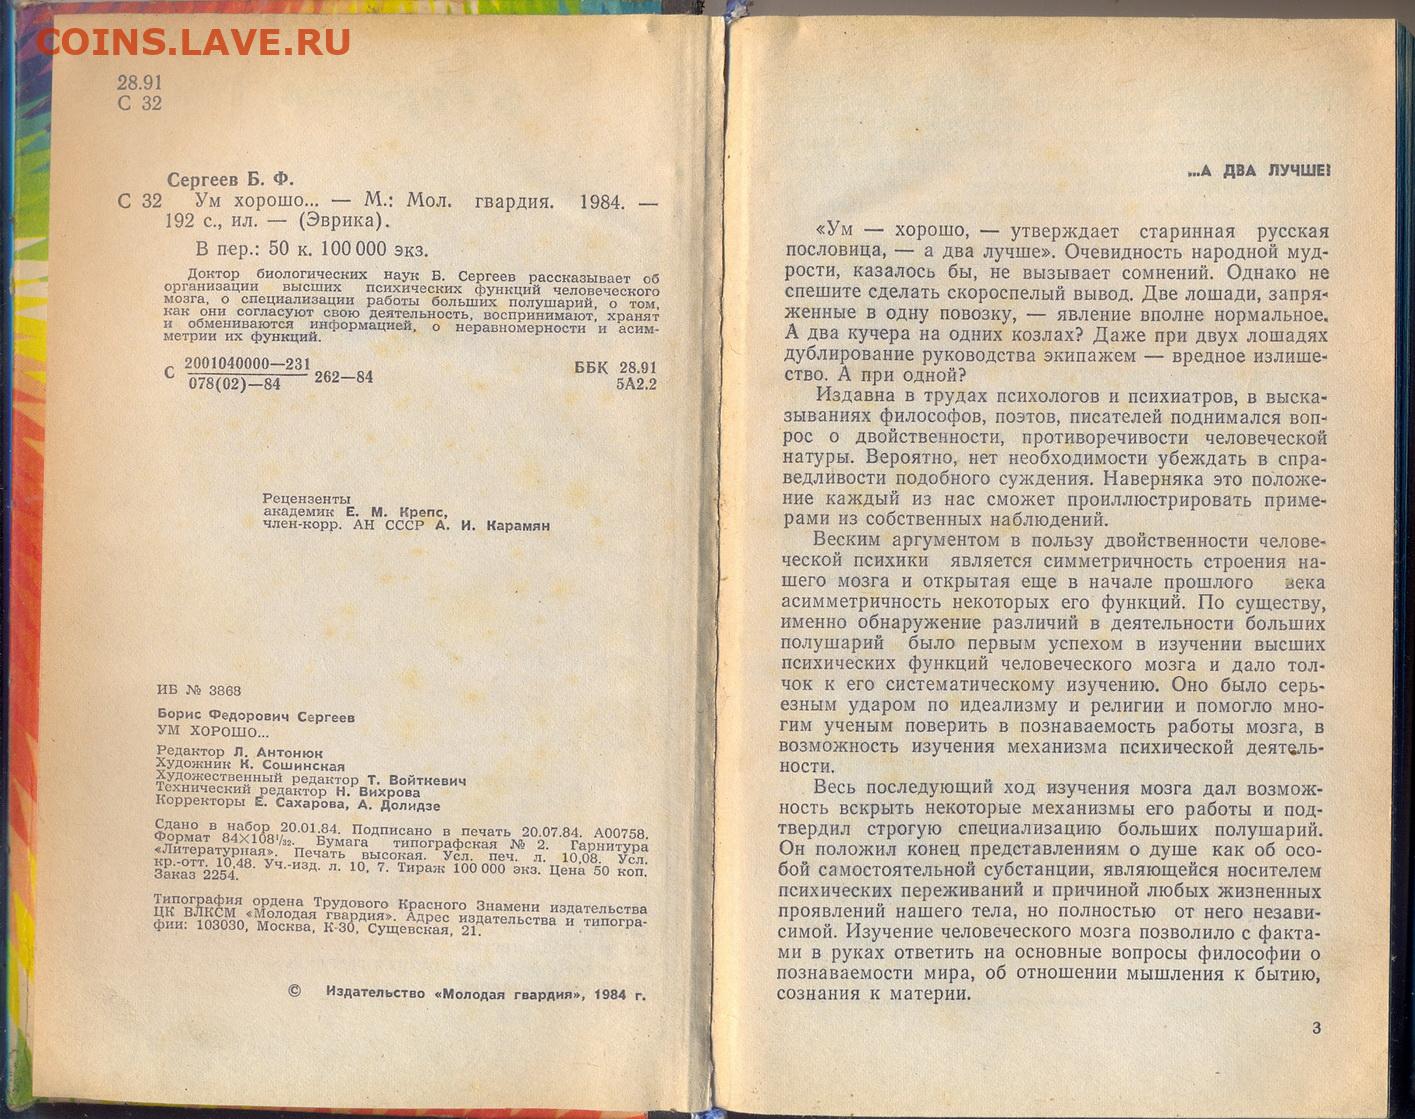 COINS.LAVE.RU
28.91
С 32
Сергеев Б. Ф.
С 32 Ум хорошо... — М.: Мол. гвардия. 1984. —
192 с., ил. — (Эврика).
В пер.: 50 к. 100 000 экз.
Доктор биологических наук Б. Сергеев рассказывает об
организации высших психических функций человеческого
мозга, о специализации работы больших полушарий, о том,
как они согласуют свою деятельность, воспринимают, хранят
и обмениваются информацией, о неравномерности и асим-
метрии их функций.
С 2001040000—231
078(02)—84 262—84
ББК 28.91
5А2.2
Рецензенты
академик Е. М. Крепс,
член-корр. АН СССР А. И. Карамян
ИБ № 3868
Борис Федорович Сергеев
УМ ХОРОШО...
Редактор Л. Антонюк
Художник К. Сошинская
Художественный редактор Т. Войткевич
Технический редактор Н. Вихрова
Корректоры Е. Сахарова, А. Долидзе
Сдано в набор 20.01.84. Подписано в печать 20.07.84. А00758.
Формат 84×108¹/₃₂. Бумага типографская № 2. Гарнитура
«Литературная». Печать высокая. Усл. печ. л. 10,08. Усл.
кр.-отт. 10,48. Уч.-изд. л. 10, 7. Тираж 100 000 экз. Цена 50 коп.
Заказ 2254.
Типография ордена Трудового Красного Знамени издательства
ЦК ВЛКСМ «Молодая гвардия». Адрес издательства и типогра-
фии: 103030, Москва, К-30, Сущевская, 21.
© Издательство «Молодая гвардия», 1984 г.
...А ДВА ЛУЧШЕ!
«Ум — хорошо, — утверждает старинная русская
пословица, — а два лучше». Очевидность народной муд-
рости, казалось бы, не вызывает сомнений. Однако не
спешите сделать скороспелый вывод. Две лошади, запря-
женные в одну повозку, — явление вполне нормальное.
А два кучера на одних козлах? Даже при двух лошадях
дублирование руководства экипажем — вредное излише-
ство. А при одной?
Издавна в трудах психологов и психиатров, в выска-
зываниях философов, поэтов, писателей поднимался воп-
рос о двойственности, противоречивости человеческой
натуры. Вероятно, нет необходимости убеждать в спра-
ведливости подобного суждения. Наверняка это положе-
ние каждый из нас сможет проиллюстрировать приме-
рами из собственных наблюдений.
Веским аргументом в пользу двойственности челове-
ческой психики является симметричность строения на-
шего мозга и открытая еще в начале прошлого века
асимметричность некоторых его функций. По существу,
именно обнаружение различий в деятельности больших
полушарий было первым успехом в изучении высших
психических функций человеческого мозга и дало тол-
чок к его систематическому изучению. Оно было серь-
езным ударом по идеализму и религии и помогло мно-
гим ученым поверить в познаваемость работы мозга, в
возможность изучения механизма психической деятель-
ности.
Весь последующий ход изучения мозга дал возмож-
ность вскрыть некоторые механизмы его работы и под-
твердил строгую специализацию больших полушарий.
Он положил конец представлениям о душе как об осо-
бой самостоятельной субстанции, являющейся носителем
психических переживаний и причиной любых жизненных
проявлений нашего тела, но полностью от него незави-
симой. Изучение человеческого мозга позволило с факта-
ми в руках ответить на основные вопросы философии о
познаваемости мира, об отношении мышления к бытию,
сознания к материи.
3